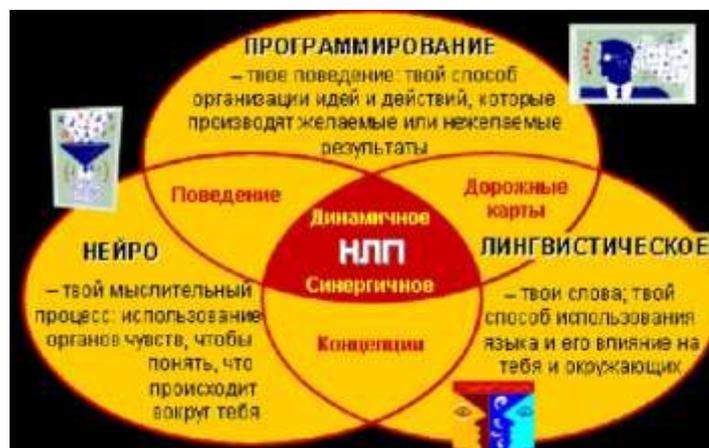 ПРОГРАММИРОВАНИЕ
– твое поведение: твой способ
организации идей и действий, которые
производят желаемые или нежелаемые
результаты
Поведение
Дорожные
карты
Динамичное
НЛП
Синергичное
НЕЙРО
– твой мыслительный
процесс: использование
органов чувств, чтобы
понять, что
происходит
вокруг тебя
ЛИНГВИСТИЧЕСКОЕ
– твои слова; твой
способ использования
языка и его влияние на
тебя и окружающих
Концепции